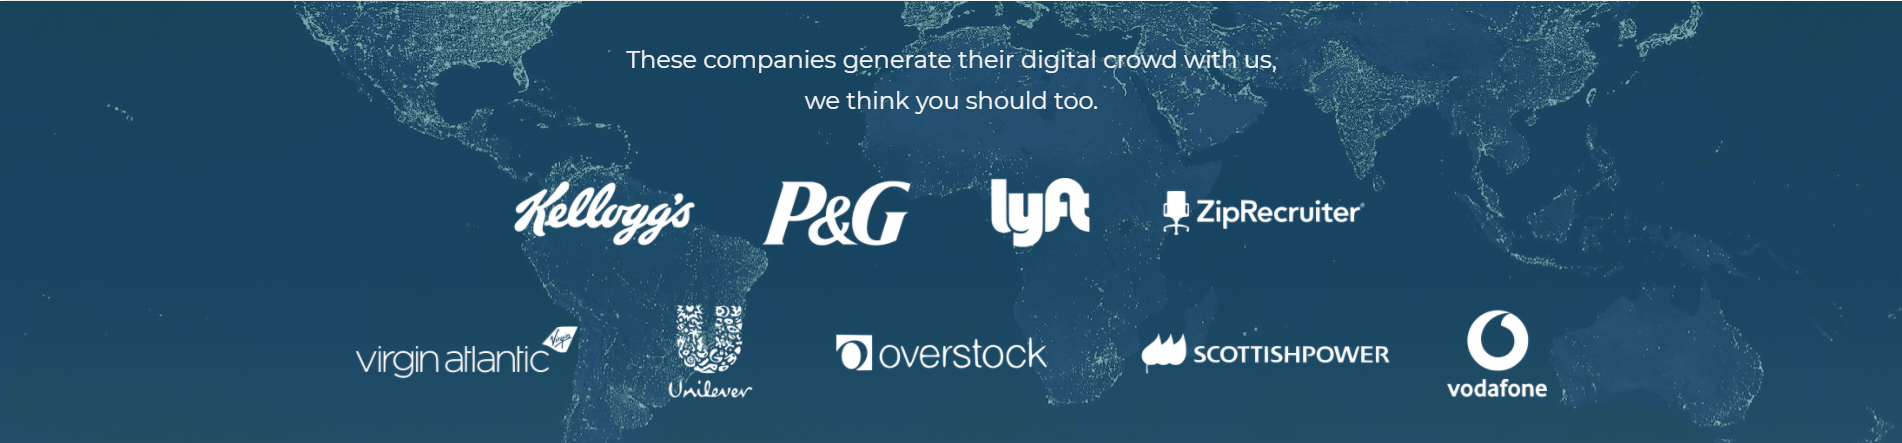 These companies generate their digital crowd with us,
we think you should too.
Kellogg's
P&G
lyft
ZipRecruiter
virgin atlantic
Virgin
Unilever
overstock
SCOTTISHPOWER
vodafone